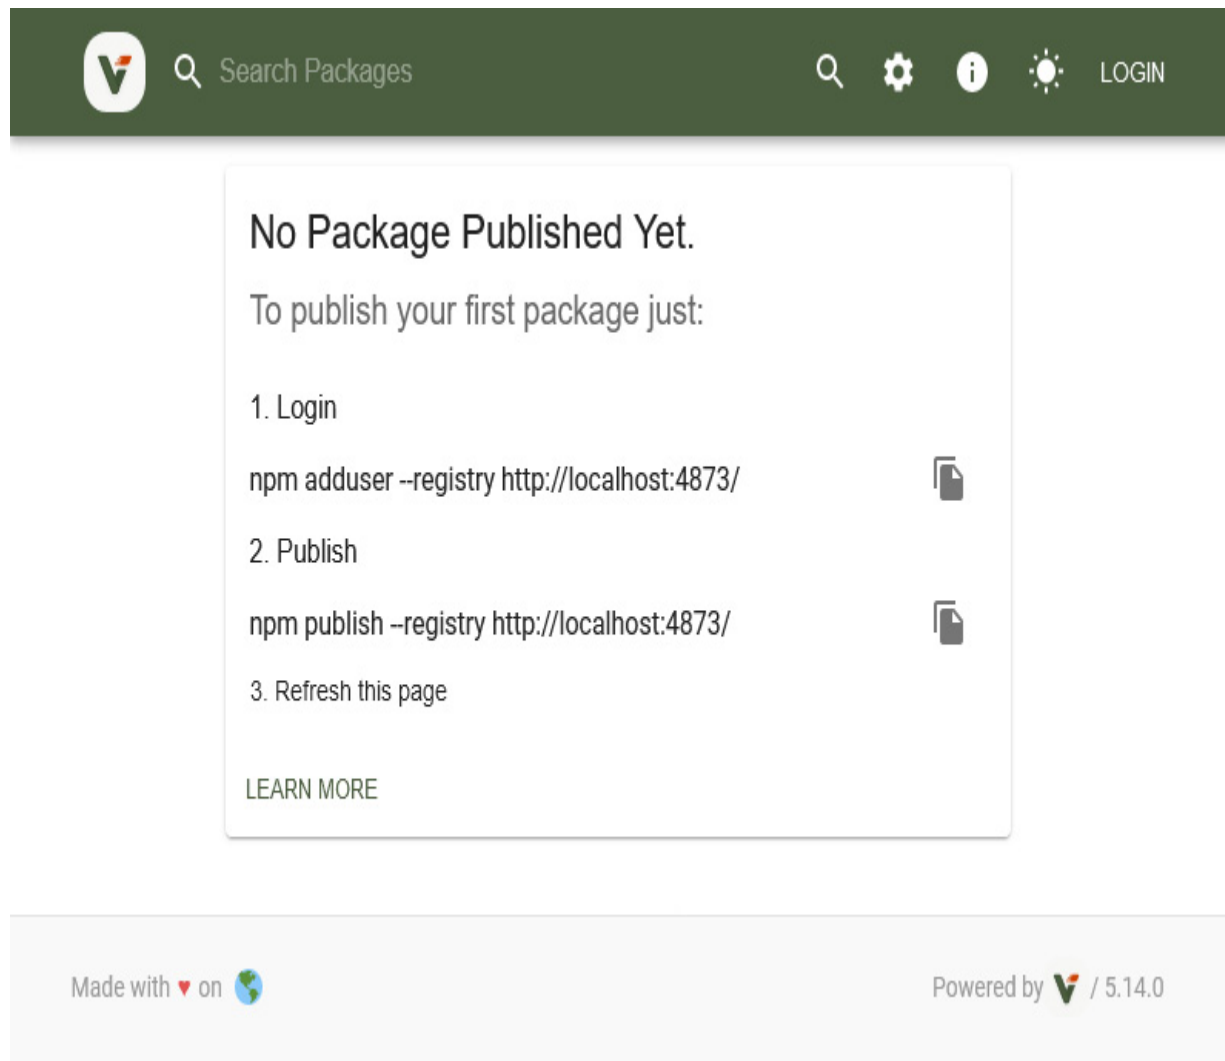 Search Packages
LOGIN
No Package Published Yet.
To publish your first package just:
1. Login
npm adduser --registry http://localhost:4873/
2. Publish
npm publish --registry http://localhost:4873/
3. Refresh this page
LEARN MORE
Made with ♥ on 🌎
Powered by / 5.14.0